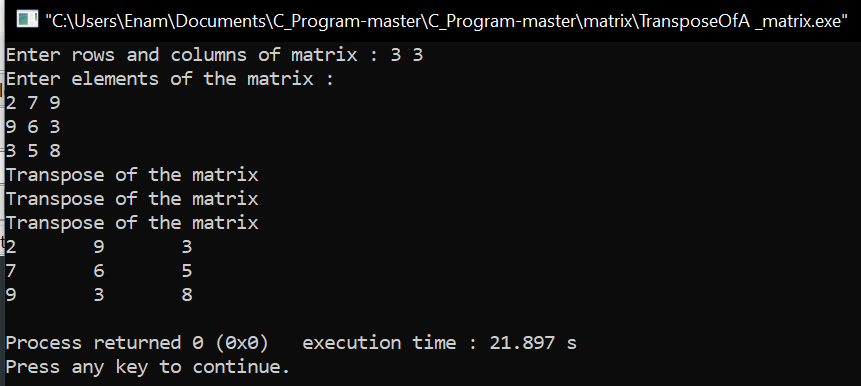 "C:\Users\Enam\Documents\C_Program-master\C_Program-master\matrix\TransposeOfA _matrix.exe"
Enter rows and columns of matrix : 3 3
Enter elements of the matrix :
2 7 9
9 6 3
3 5 8
Transpose of the matrix
Transpose of the matrix
Transpose of the matrix
2 9 3
7 6 5
9 3 8
Process returned 0 (0x0) execution time : 21.897 s
Press any key to continue.